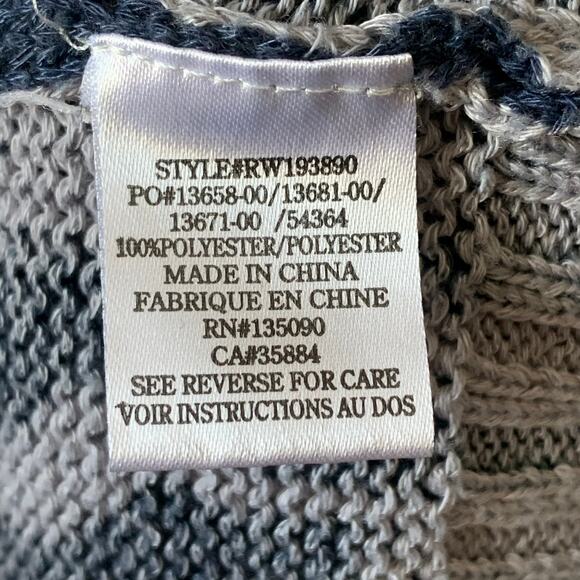 STYLE#RW193890
PO#13658-00/13681-00/
13671-00 /54364
100%POLYESTER/POLYESTER
MADE IN CHINA
FABRIQUE EN CHINE
RN#135090
CA#35884
SEE REVERSE FOR CARE
VOIR INSTRUCTIONS AU DOS